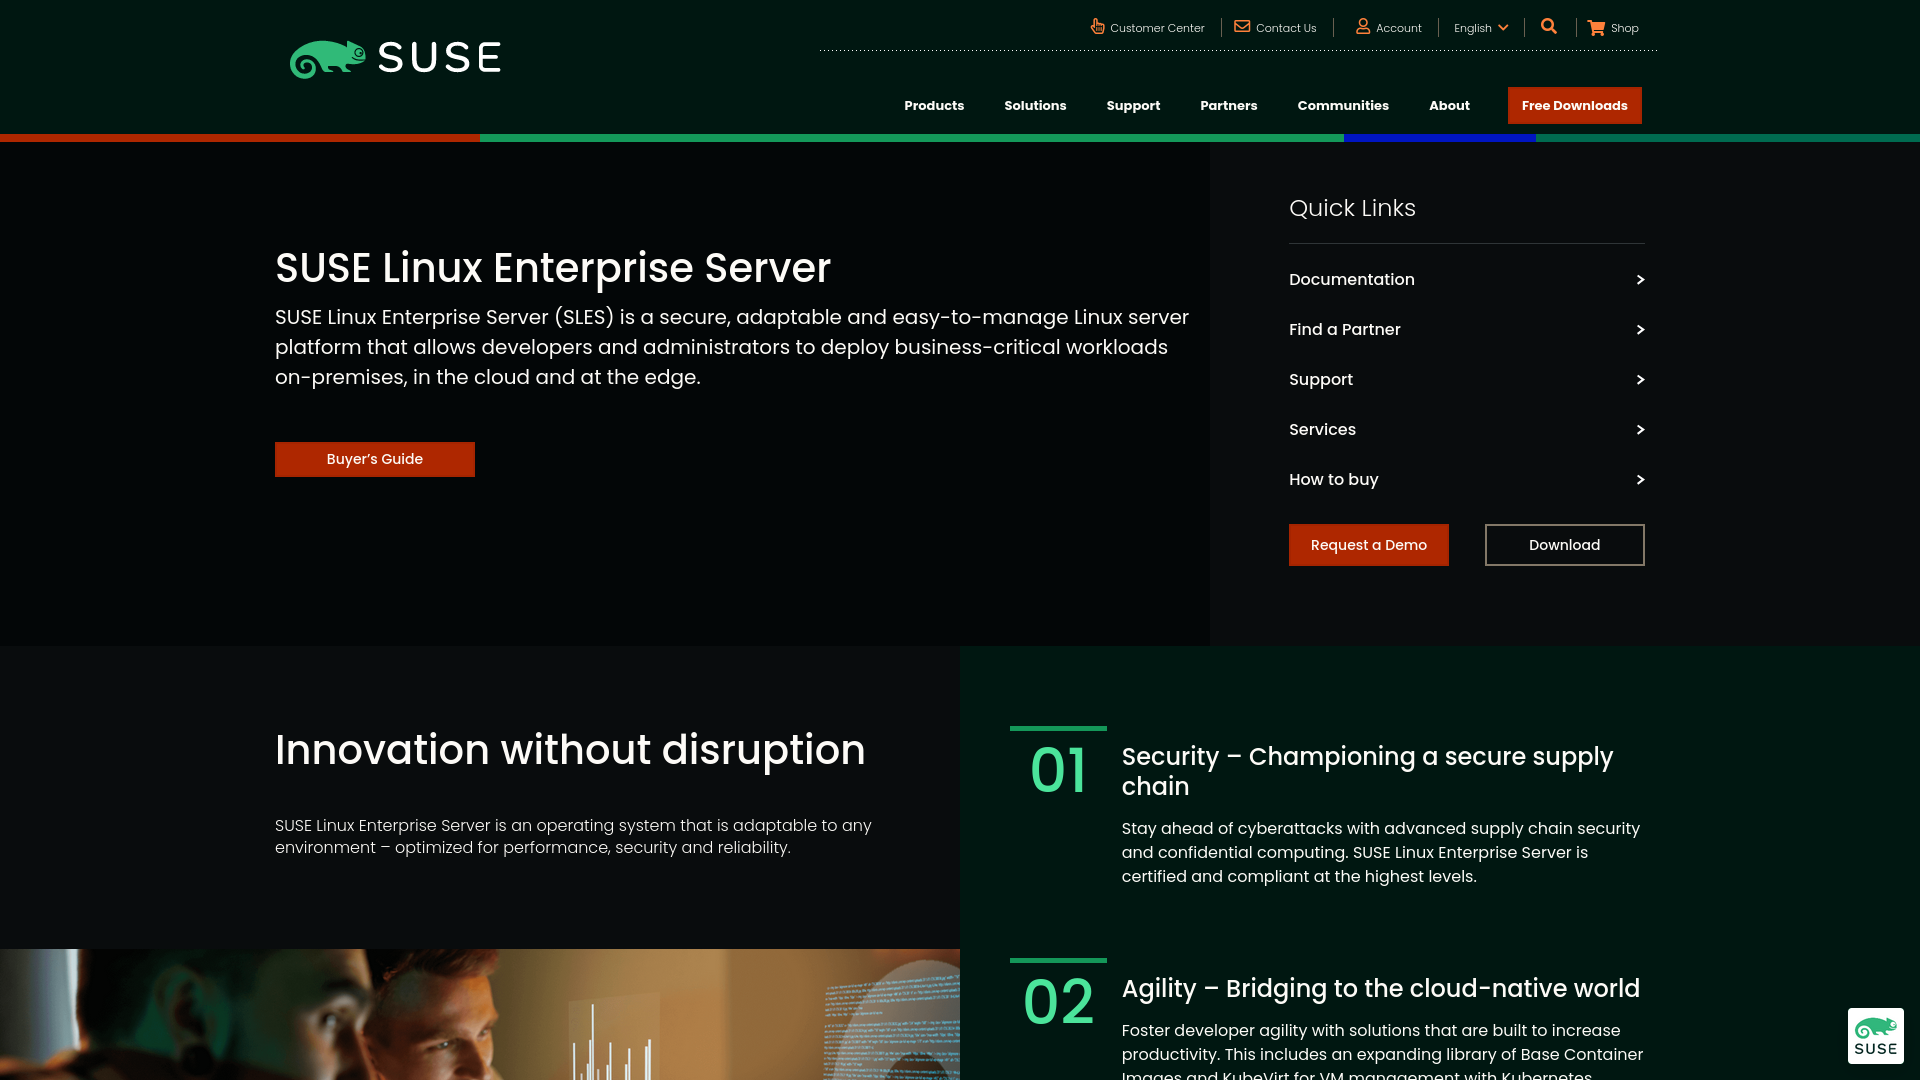 Customer Center
Contact Us
Account
English
Shop
SUSE
Products
Solutions
Support
Partners
Communities
About
Free Downloads
SUSE Linux Enterprise Server
SUSE Linux Enterprise Server (SLES) is a secure, adaptable and easy-to-manage Linux server
platform that allows developers and administrators to deploy business-critical workloads
on-premises, in the cloud and at the edge.
Buyer’s Guide
Quick Links
Documentation
Find a Partner
Support
Services
How to buy
Request a Demo
Download
Innovation without disruption
SUSE Linux Enterprise Server is an operating system that is adaptable to any
environment – optimized for performance, security and reliability.
01
Security – Championing a secure supply
chain
Stay ahead of cyberattacks with advanced supply chain security
and confidential computing. SUSE Linux Enterprise Server is
certified and compliant at the highest levels.
02
Agility – Bridging to the cloud-native world
Foster developer agility with solutions that are built to increase
productivity. This includes an expanding library of Base Container
Images and KubeVirt for VM management with Kubernetes.
SUSE